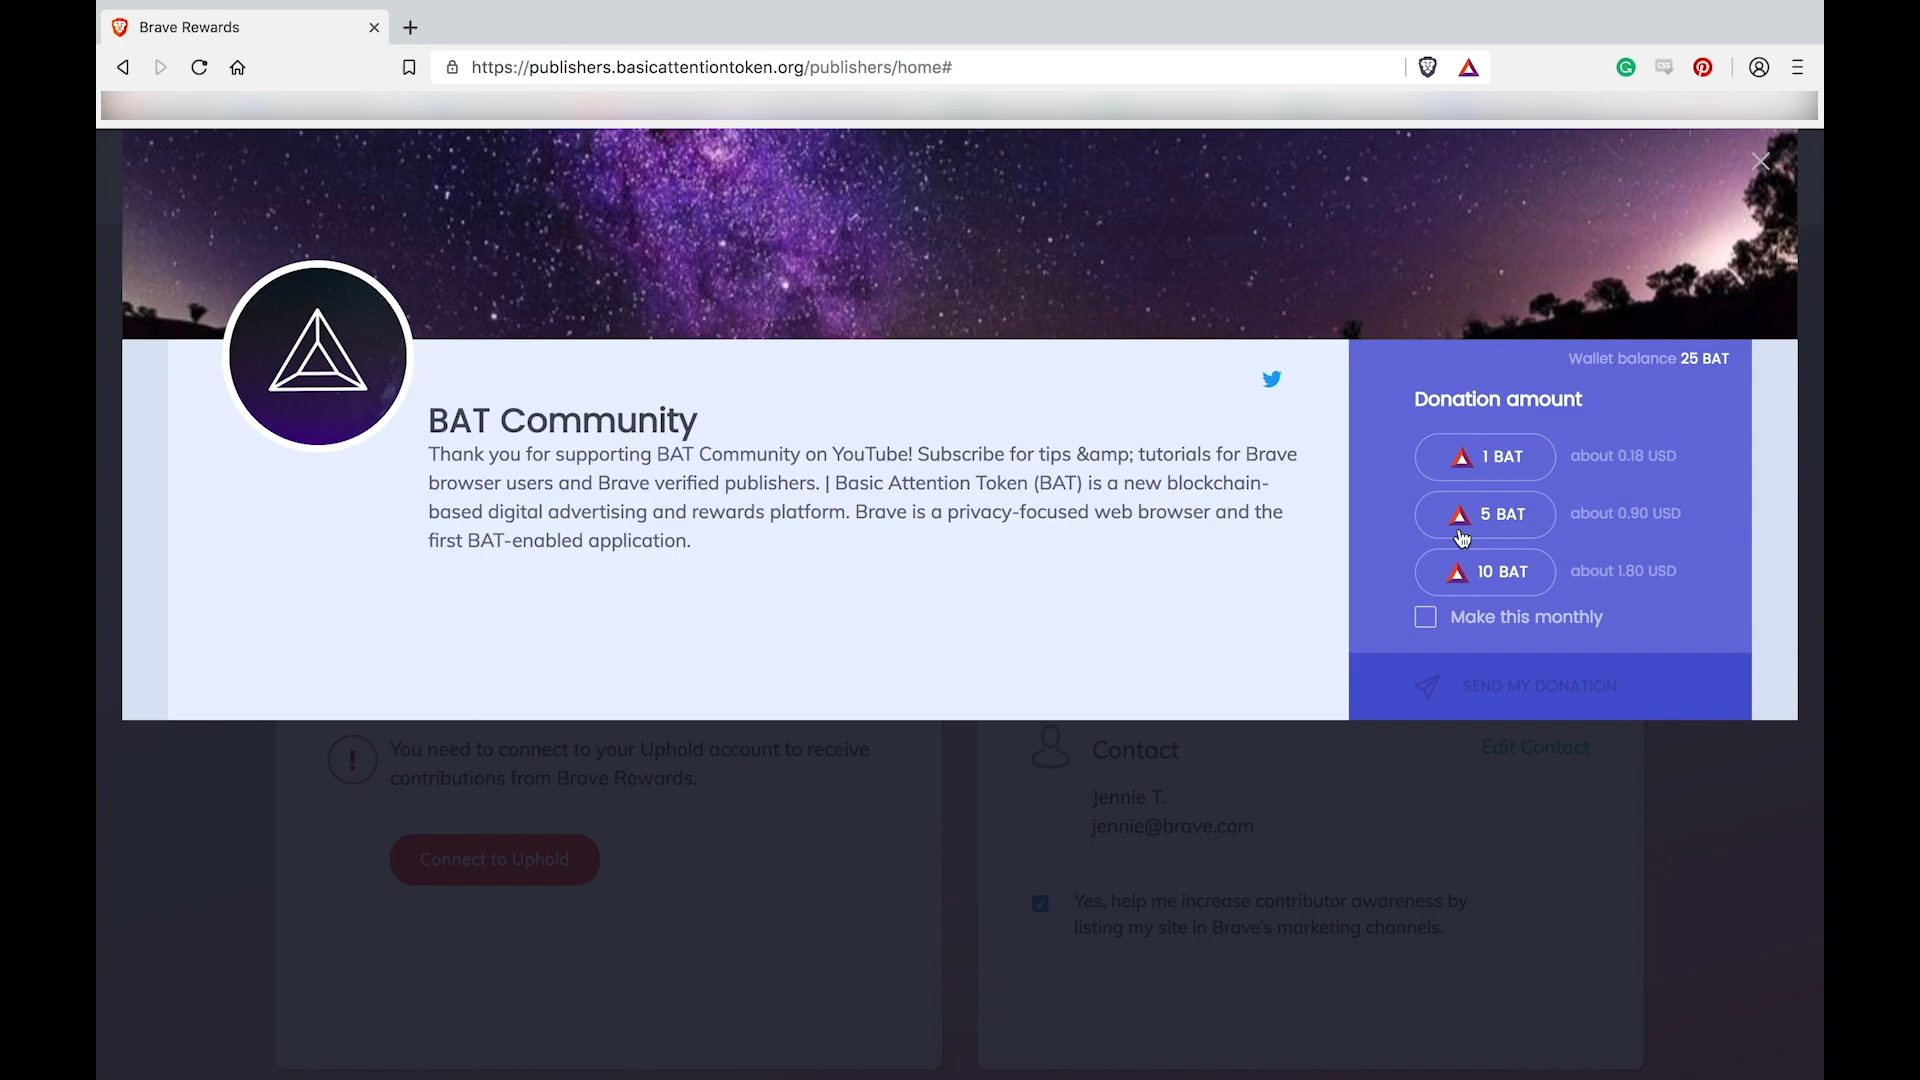 Brave Rewards
https://publishers.basicattentiontoken.org/publishers/home#
Wallet balance 25 BAT
Donation amount
BAT Community
Thank you for supporting BAT Community on YouTube! Subscribe for tips &amp; tutorials for Brave
browser users and Brave verified publishers. | Basic Attention Token (BAT) is a new blockchain-
based digital advertising and rewards platform. Brave is a privacy-focused web browser and the
first BAT-enabled application.
1 BAT about 0.18 USD
5 BAT about 0.90 USD
10 BAT about 1.80 USD
Make this monthly
SEND MY DONATION
You need to connect to your Uphold account to receive
contributions from Brave Rewards.
Connect to Uphold
Contact
Edit Contact
Jennie T.
jennie@brave.com
Yes, help me increase contributor awareness by
listing my site in Brave's marketing channels.